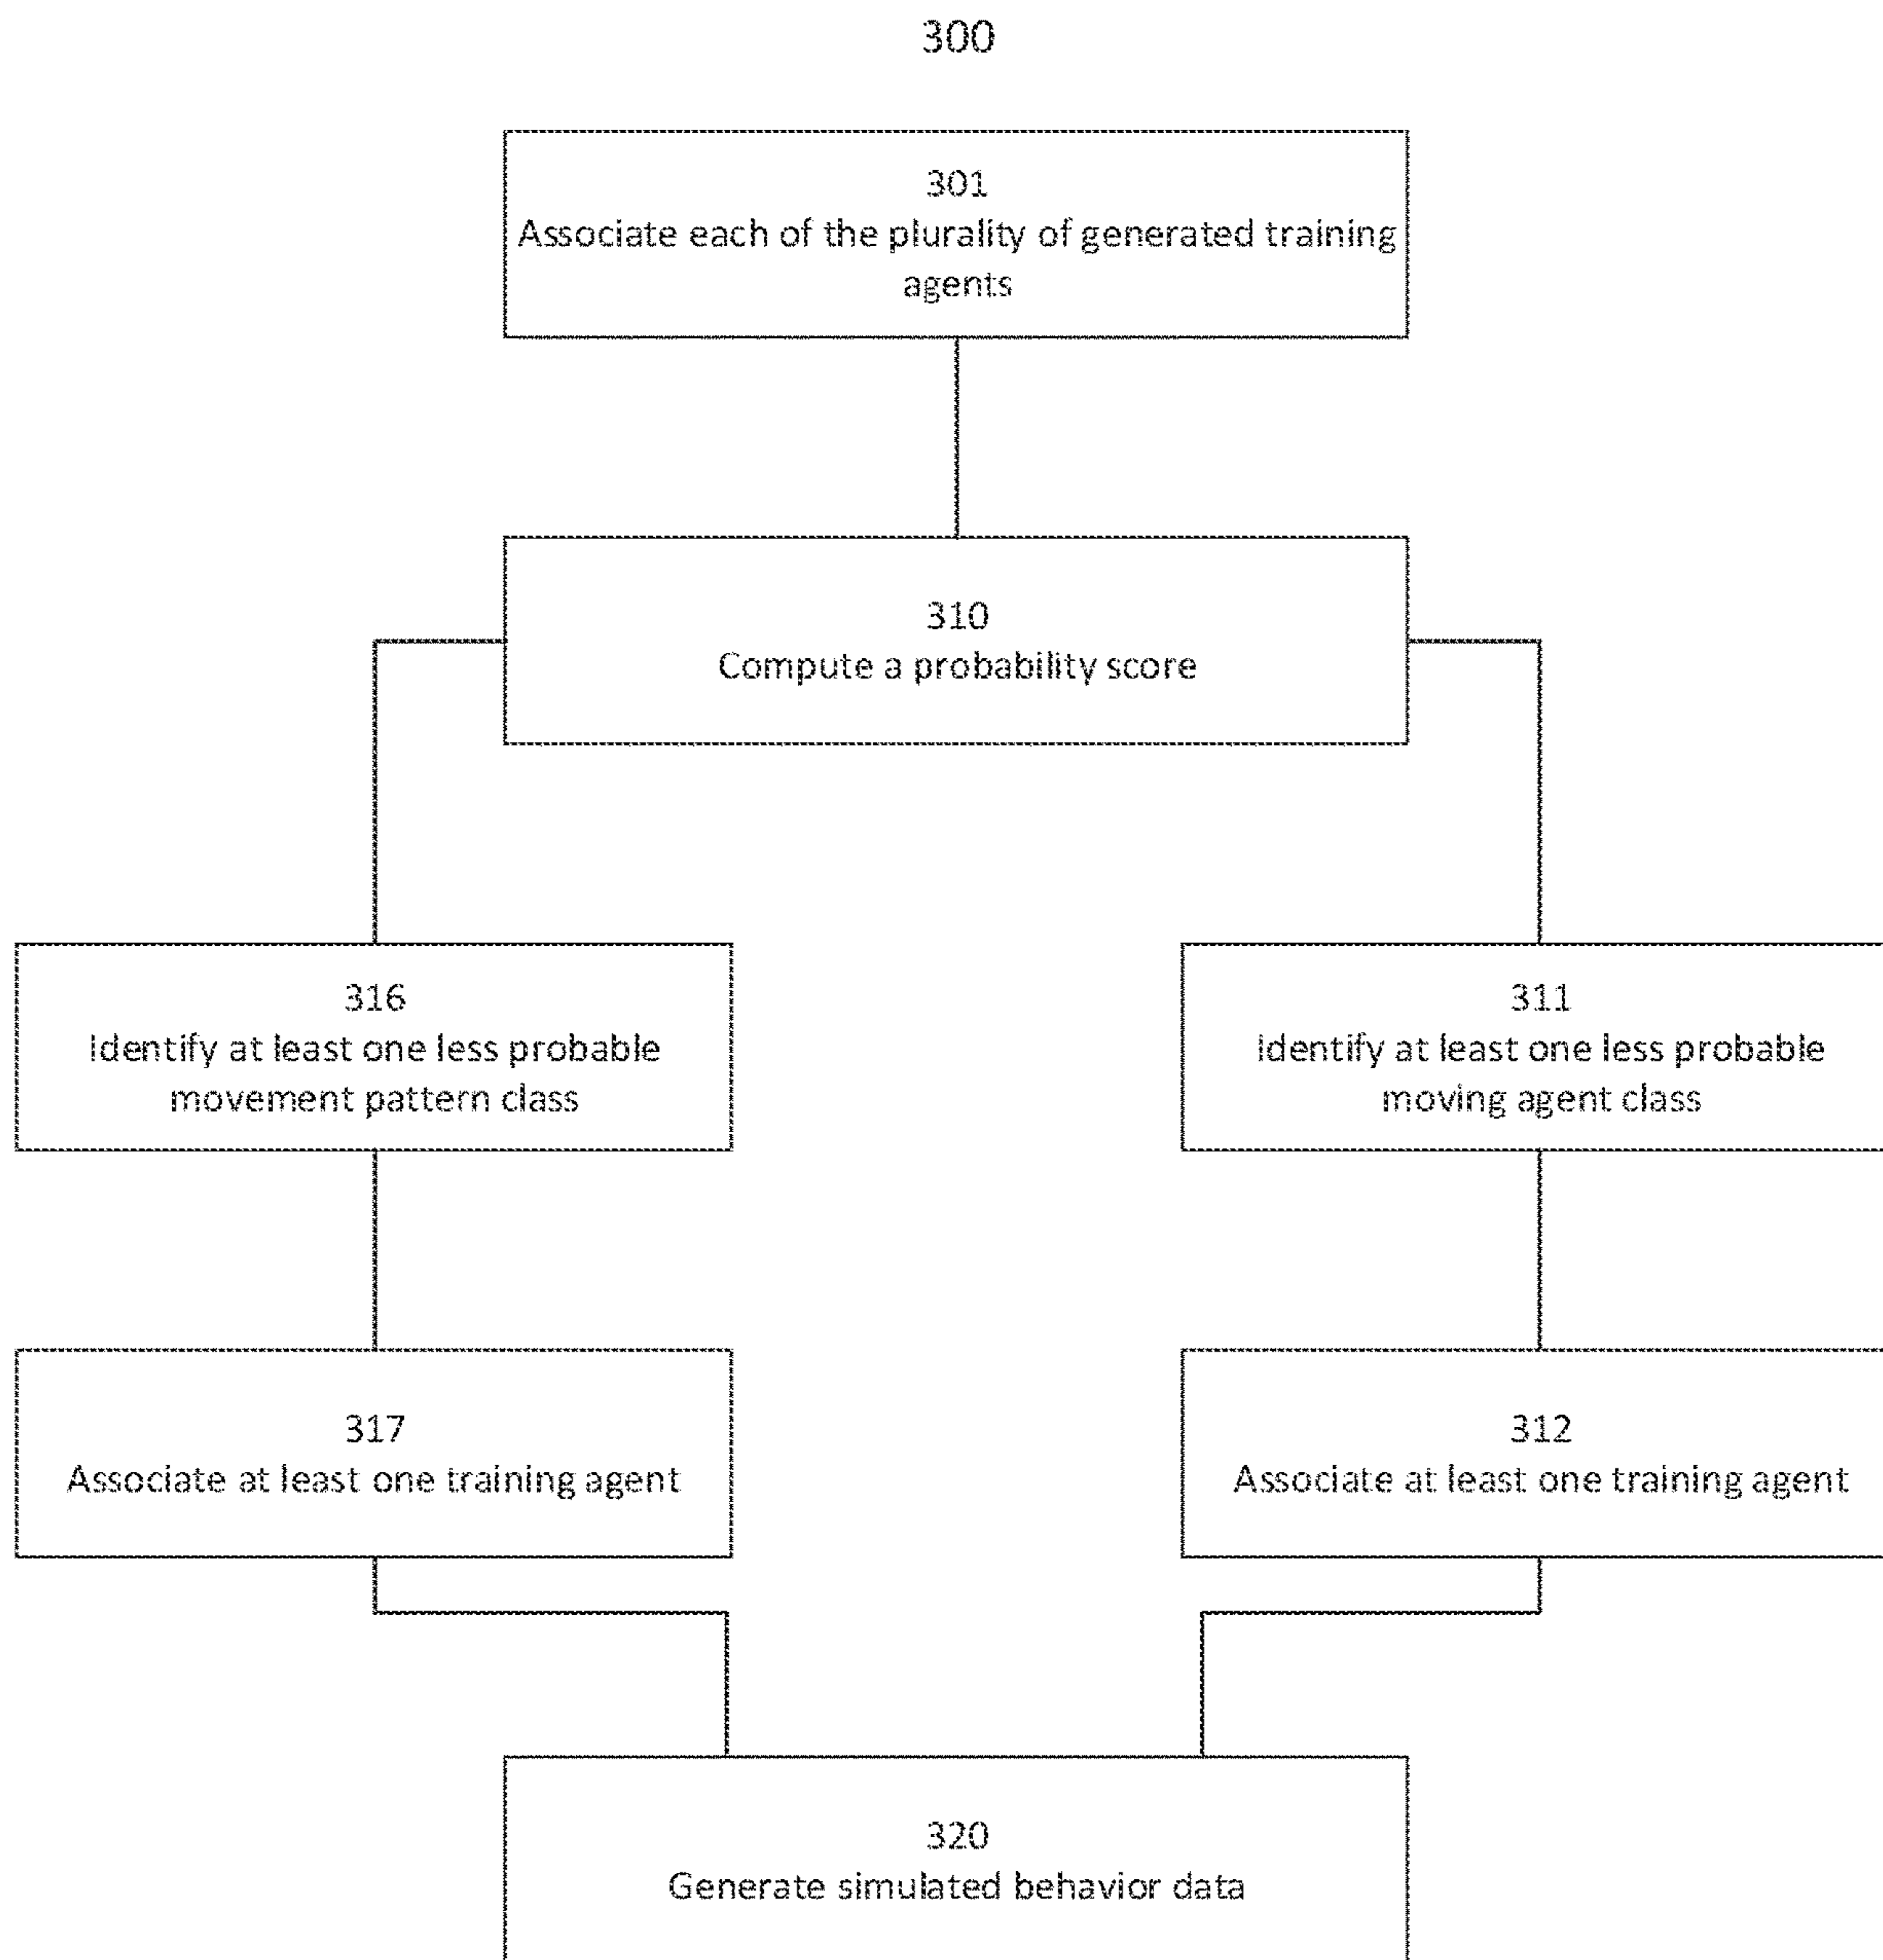 300
301
Associate each of the plurality of generated training
agents
310
Compute a probability score
316
Identify at least one less probable
movement pattern class
311
Identify at least one less probable
moving agent class
317
Associate at least one training agent
312
Associate at least one training agent
320
Generate simulated behavior data